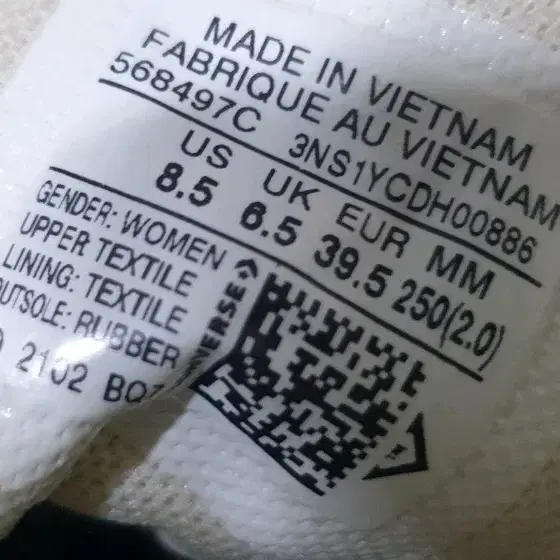 MADE IN VIETNAM
FABRIQUE AU VIETNAM
568497C 3NS1YCDH00886
US UK EUR MM
8.5 6.5 39.5 250(2.0)
GENDER: WOMEN
UPPER TEXTILE
LINING: TEXTILE
OUTSOLE: RUBBER
2102